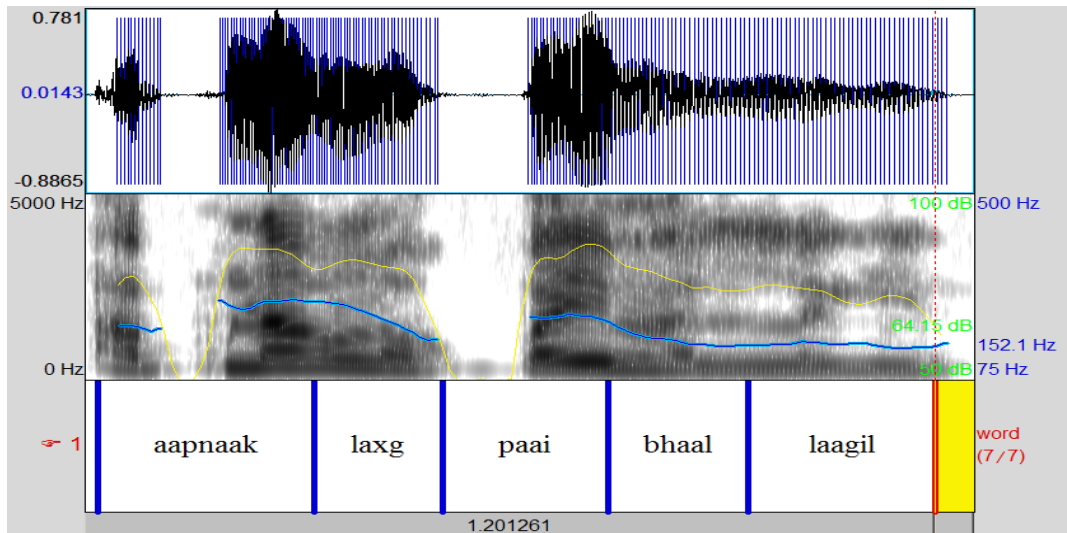 0.781
0.0143
-0.8865
5000 Hz 100 dB 500 Hz
64.15 dB
152.1 Hz
0 Hz 50 dB 75 Hz
☞ 1 aapnaak laxg paai bhaal laagil word
(7/7)
1.201261